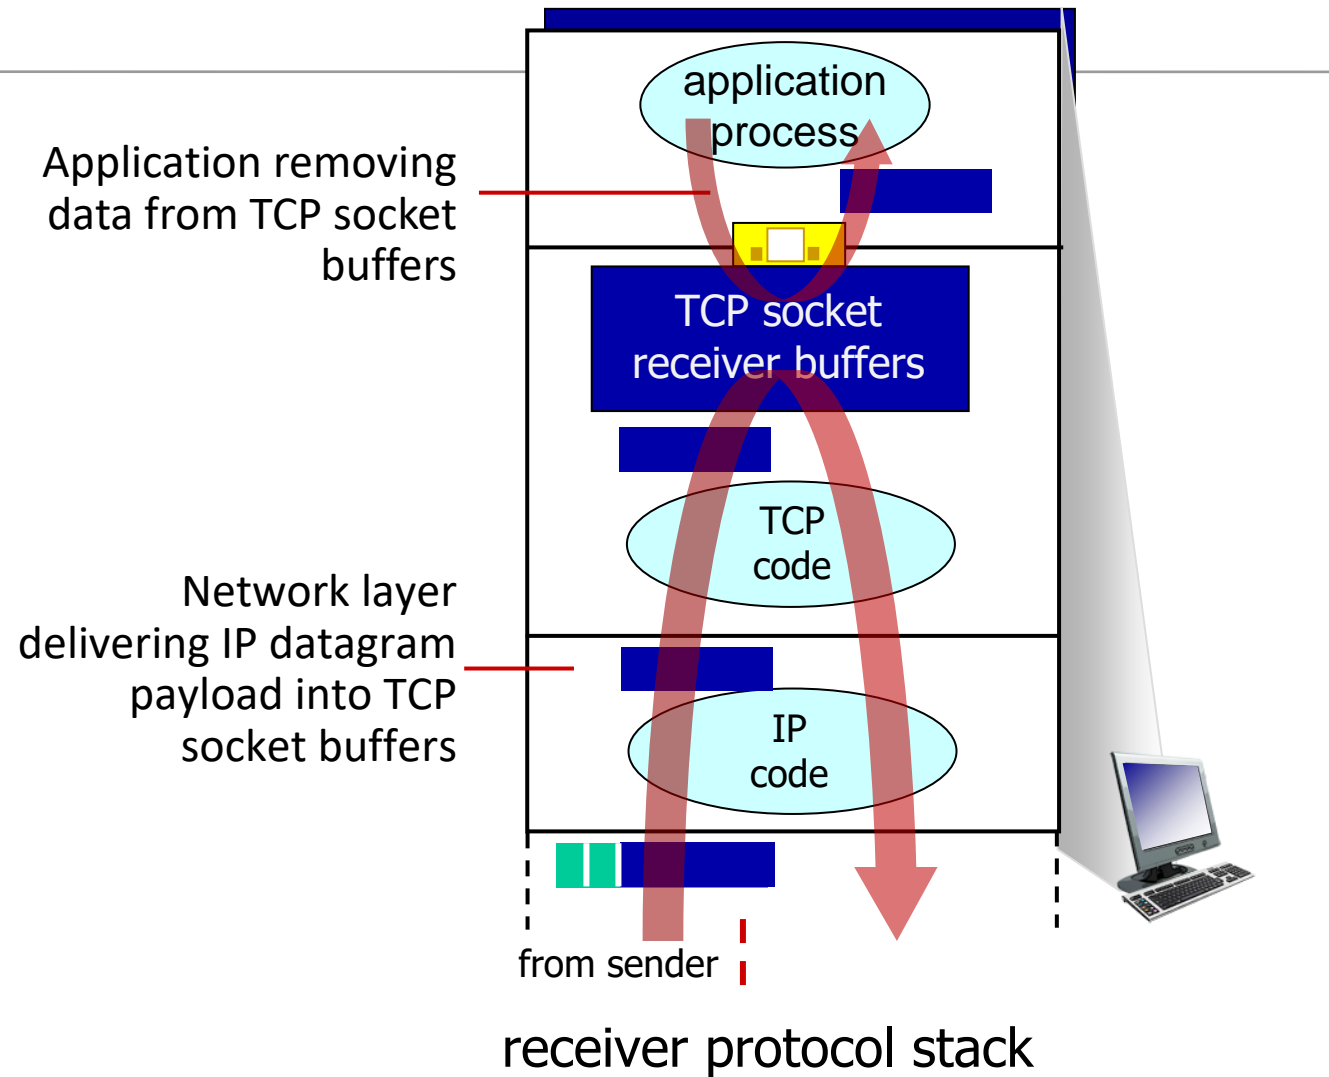 application
process
Application removing
data from TCP socket
buffers
TCP socket
receiver buffers
TCP
code
Network layer
delivering IP datagram
payload into TCP
socket buffers
IP
code
from sender
receiver protocol stack